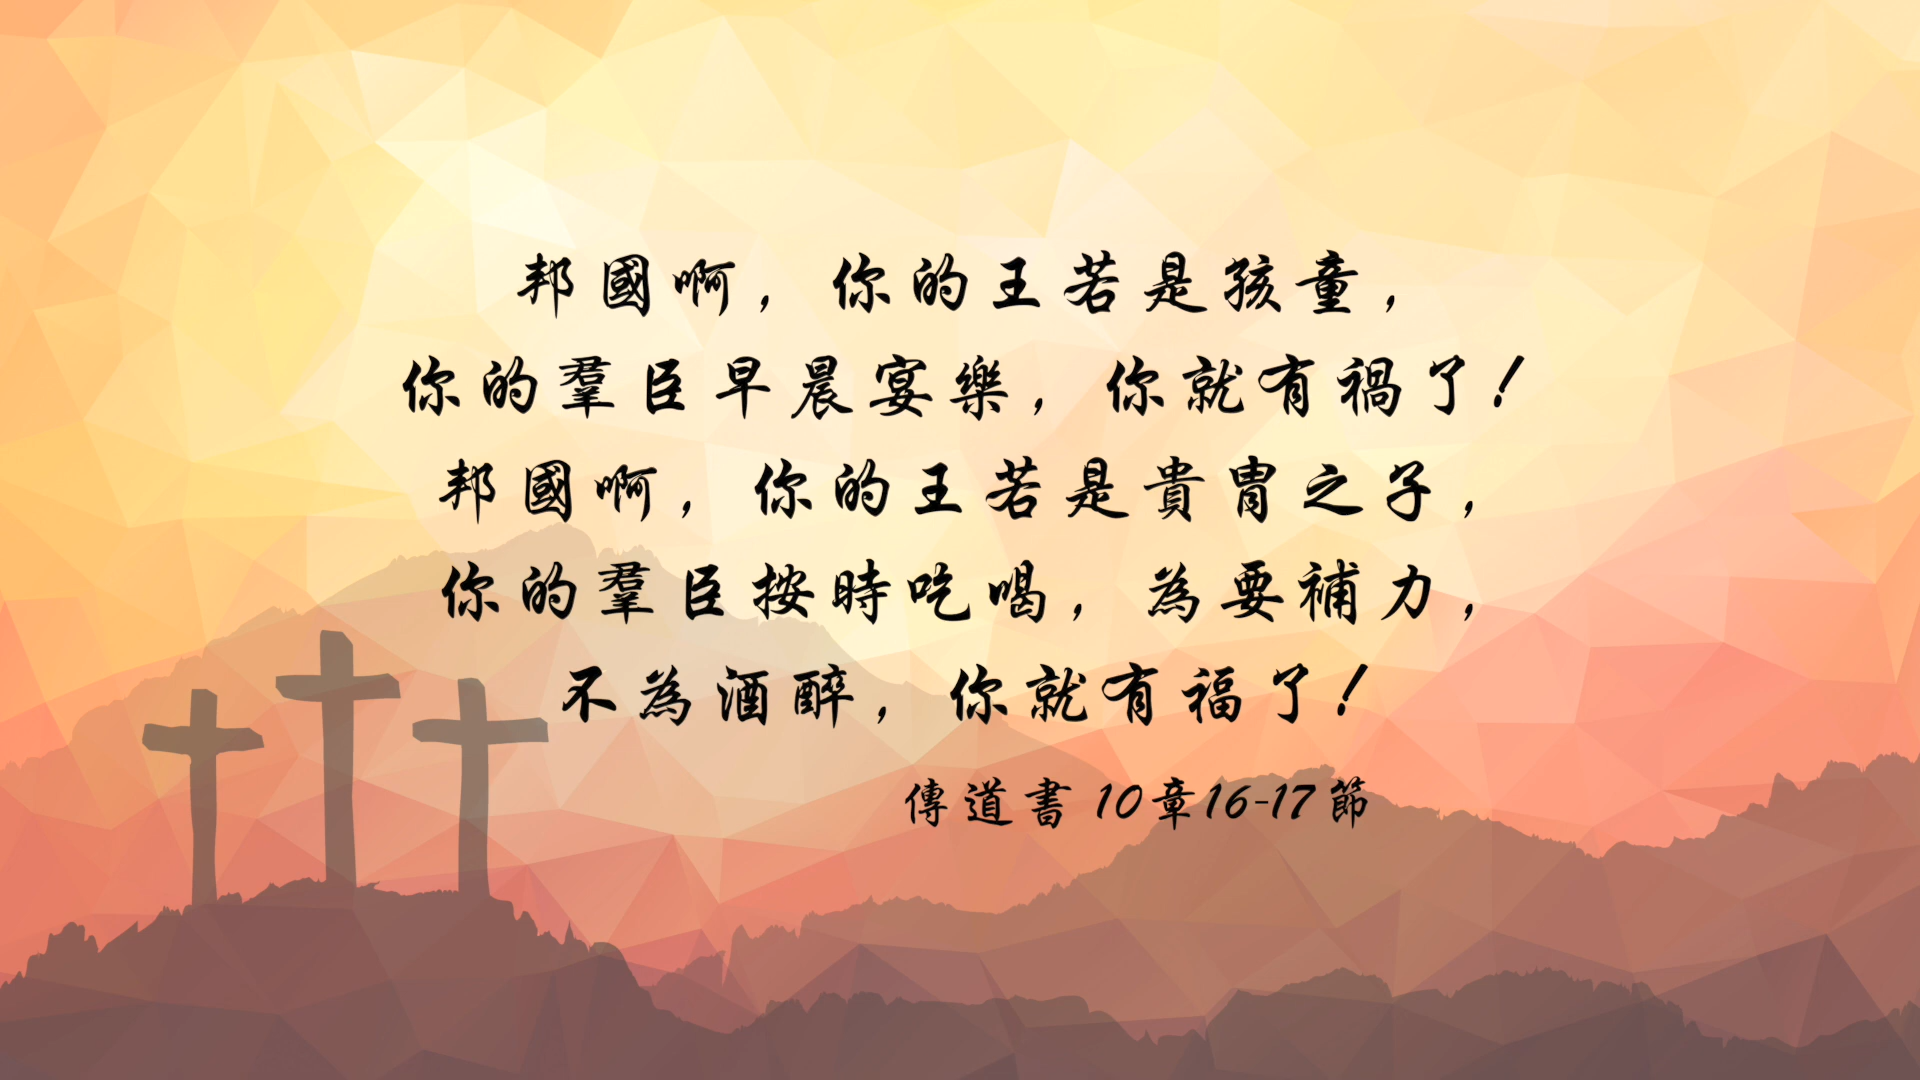 邦國啊，你的王若是孩童，
你的羣臣早晨宴樂，你就有禍了！
邦國啊，你的王若是貴冑之子，
你的羣臣按時吃喝，為要補力，
不為酒醉，你就有福了！
傳道書 10章16-17節